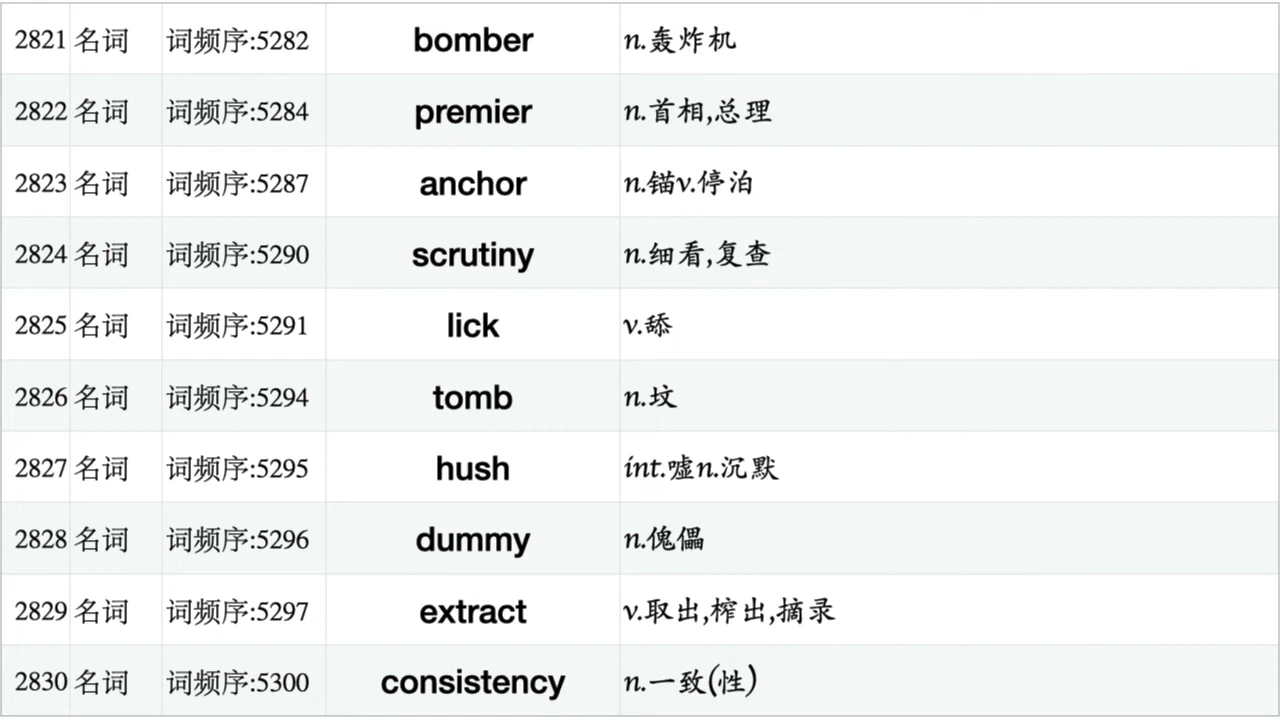 2821 名词 词频序:5282 bomber n.轰炸机
2822 名词 词频序:5284 premier n.首相,总理
2823 名词 词频序:5287 anchor n.锚v.停泊
2824 名词 词频序:5290 scrutiny n.细看,复查
2825 名词 词频序:5291 lick v.舔
2826 名词 词频序:5294 tomb n.坟
2827 名词 词频序:5295 hush int.嘘n.沉默
2828 名词 词频序:5296 dummy n.傀儡
2829 名词 词频序:5297 extract v.取出,榨出,摘录
2830 名词 词频序:5300 consistency n.一致(性)